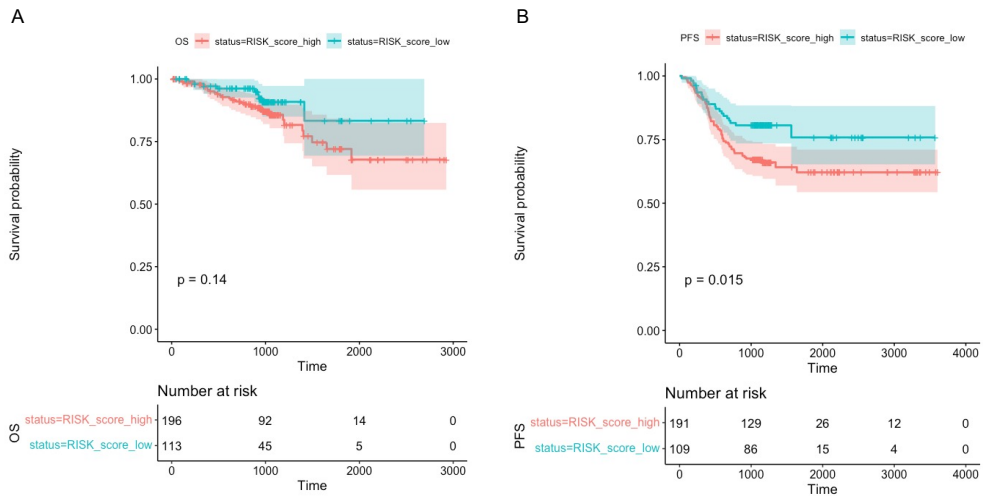 A
OS status=RISK_score_high status=RISK_score_low
Survival probability
1.00
0.75
0.50
0.25
0.00
p = 0.14
0 1000 2000 3000
Time
Number at risk
OS
status=RISK_score_high 196 92 14 0
status=RISK_score_low 113 45 5 0
0 1000 2000 3000
Time
B
PFS status=RISK_score_high status=RISK_score_low
Survival probability
1.00
0.75
0.50
0.25
0.00
p = 0.015
0 1000 2000 3000 4000
Time
Number at risk
PFS
status=RISK_score_high 191 129 26 12 0
status=RISK_score_low 109 86 15 4 0
0 1000 2000 3000 4000
Time